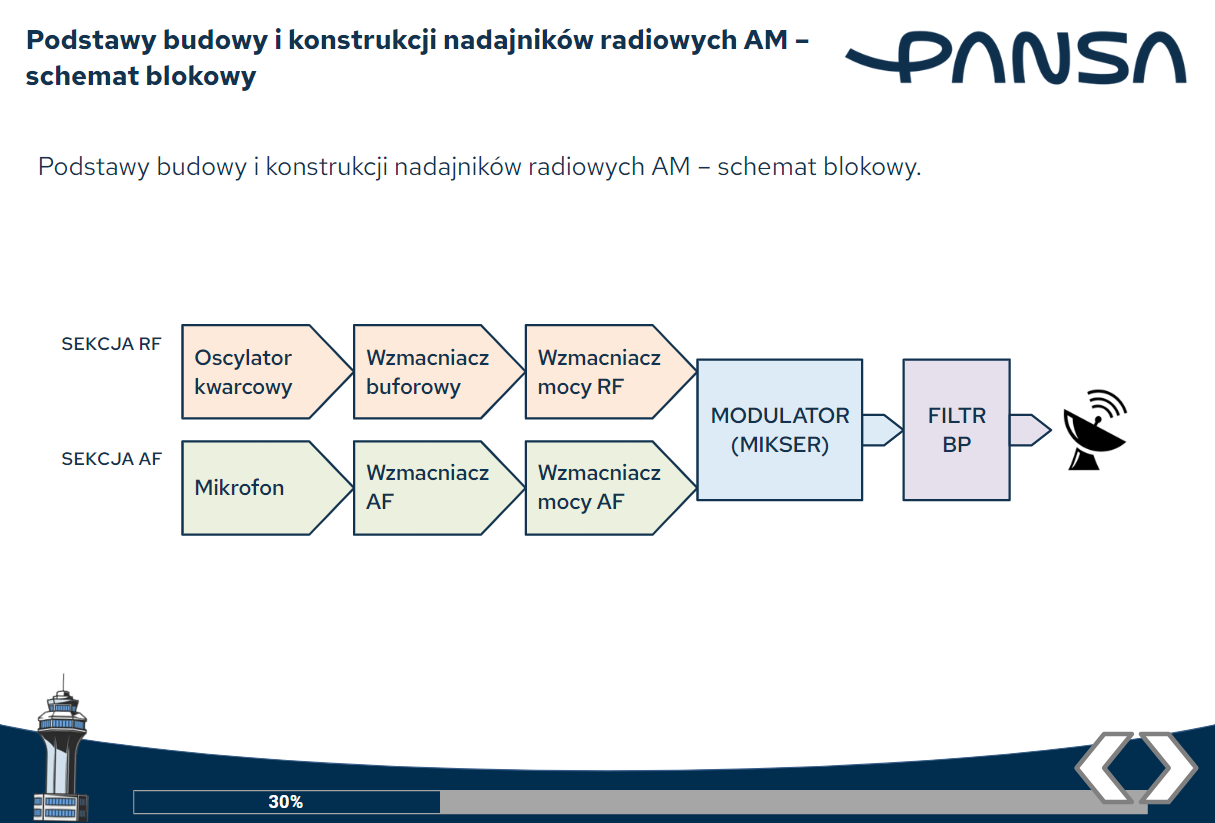 Podstawy budowy i konstrukcji nadajników radiowych AM –
schemat blokowy
PANSA
Podstawy budowy i konstrukcji nadajników radiowych AM – schemat blokowy.
SEKCJA RF
Oscylator
kwarcowy
Wzmacniacz
buforowy
Wzmacniacz
mocy RF
SEKCJA AF
Mikrofon
Wzmacniacz
AF
Wzmacniacz
mocy AF
MODULATOR
(MIKSER)
FILTR
BP
30%